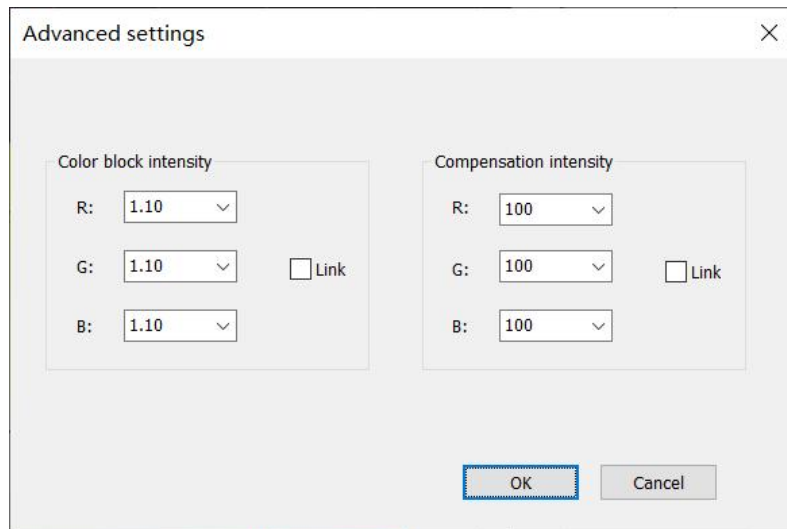 Advanced settings
Color block intensity
R: 1.10
G: 1.10
Link
B: 1.10
Compensation intensity
R: 100
G: 100
Link
B: 100
OK
Cancel